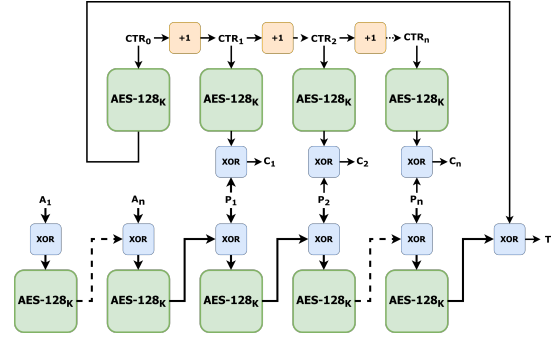 CTR0 +1 CTR1 +1 CTR2 +1 CTRn
AES-128K AES-128K AES-128K AES-128K
XOR C1 XOR C2 XOR Cn
A1 An P1 P2 Pn
XOR XOR XOR XOR XOR XOR T
AES-128K AES-128K AES-128K AES-128K AES-128K